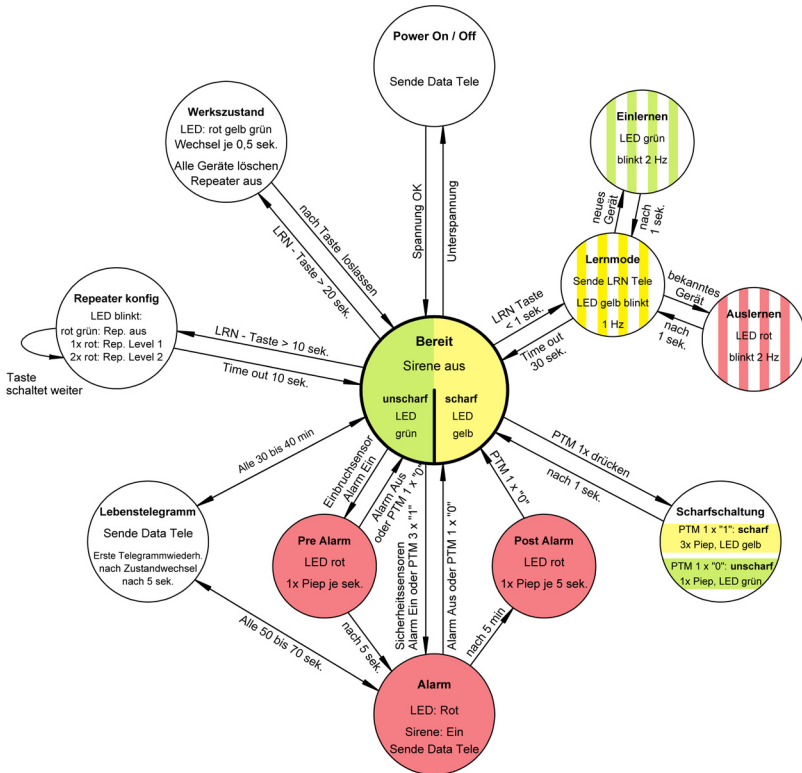 Power On / Off
Sende Data Tele
Werkszustand
LED: rot gelb grün
Wechsel je 0,5 sek.
Alle Geräte löschen
Repeater aus
Einlernen
LED grün
blinkt 2 Hz
nach Taste loslassen
LRN - Taste > 20 sek.
Spannung OK
Unterspannung
neues
Gerät
nach
1 sek.
Lernmode
Sende LRN Tele
LED gelb blinkt
1 Hz
bekanntes
Gerät
nach
1 sek.
Auslernen
LED rot
blinkt 2 Hz
Repeater konfig
LED blinkt:
rot grün: Rep. aus
1x rot: Rep. Level 1
2x rot: Rep. Level 2
Taste
schaltet weiter
LRN - Taste > 10 sek.
Time out 10 sek.
LRN Taste
< 1 sek.
Time out
30 sek.
Bereit
Sirene aus
unscharf
LED
grün
scharf
LED
gelb
Alle 30 bis 40 min
Einbruchsensor
Alarm Ein
Alarm Aus
oder PTM 1 x "0"
Sicherheitssensoren
Alarm Ein oder PTM 3 x "1"
Alarm Aus oder PTM 1 x "0"
PTM 1 x "0"
PTM 1x drücken
nach 1 sek.
Lebenstelegramm
Sende Data Tele
Erste Telegrammwiederh.
nach Zustandwechsel
nach 5 sek.
Pre Alarm
LED rot
1x Piep je sek.
Post Alarm
LED rot
1x Piep je 5 sek.
Scharfschaltung
PTM 1 x "1": scharf
3x Piep, LED gelb
PTM 1 x "0": unscharf
1x Piep, LED grün
Alle 50 bis 70 sek.
nach 5 sek.
nach 5 min
Alarm
LED: Rot
Sirene: Ein
Sende Data Tele